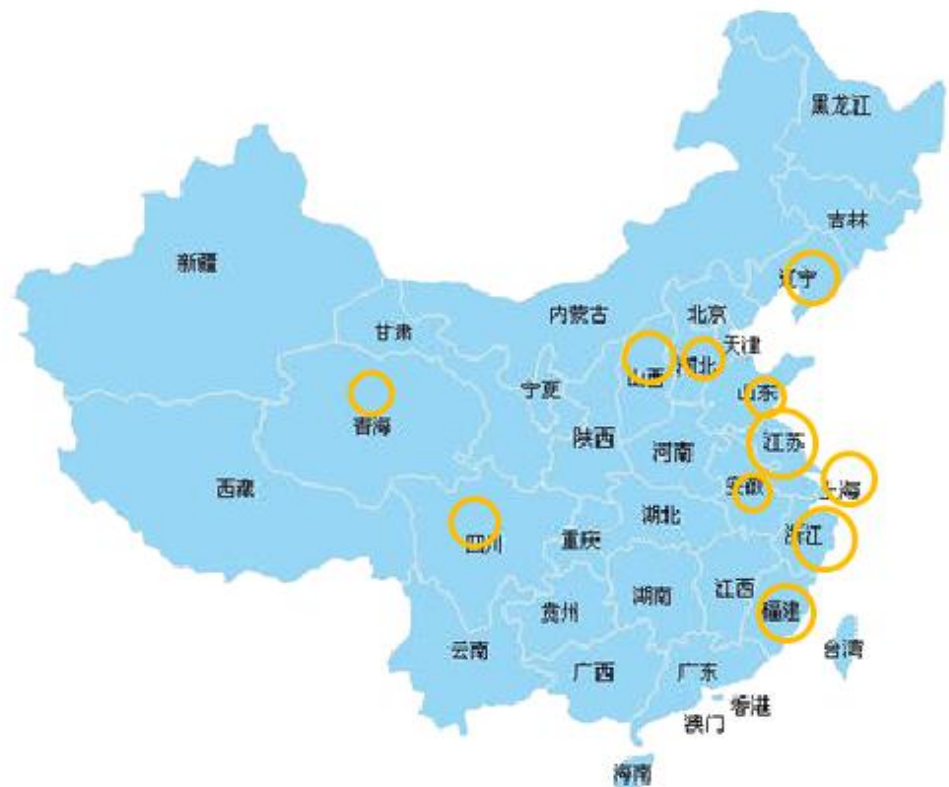 黑龙江
吉林
辽宁
新疆
内蒙古
北京
甘肃
天津
河北
山西
宁夏
山东
青海
陕西
江苏
河南
西藏
安徽
上海
湖北
浙江
四川
重庆
江西
湖南
贵州
福建
云南
台湾
广西
广东
香港
澳门
海南